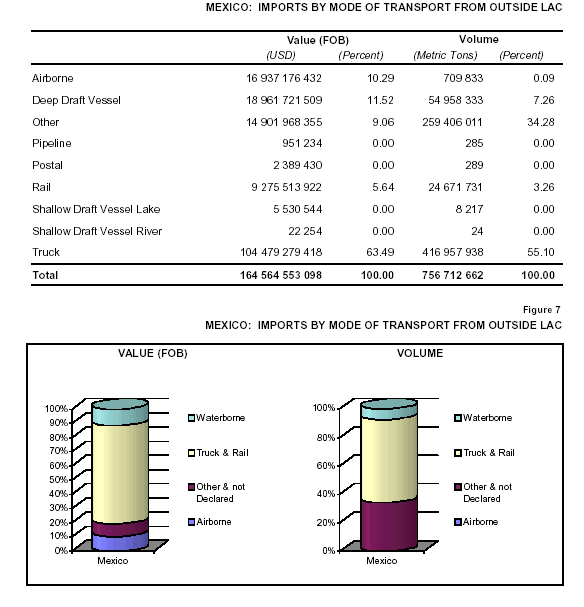 MEXICO: IMPORTS BY MODE OF TRANSPORT FROM OUTSIDE LAC
Value (FOB) Volume
(USD) (Percent) (Metric Tons) (Percent)
Airborne 16 937 176 432 10.29 709 833 0.09
Deep Draft Vessel 18 961 721 509 11.52 54 958 333 7.26
Other 14 901 968 355 9.06 259 406 011 34.28
Pipeline 951 234 0.00 285 0.00
Postal 2 389 430 0.00 289 0.00
Rail 9 275 513 922 5.64 24 671 731 3.26
Shallow Draft Vessel Lake 5 530 544 0.00 8 217 0.00
Shallow Draft Vessel River 22 254 0.00 24 0.00
Truck 104 479 279 418 63.49 416 957 938 55.10
Total 164 564 553 098 100.00 756 712 662 100.00
Figure 7
MEXICO: IMPORTS BY MODE OF TRANSPORT FROM OUTSIDE LAC
VALUE (FOB)
100%
90%
80%
70%
60%
50%
40%
30%
20%
10%
0%
Mexico
Waterborne
Truck & Rail
Other & not
Declared
Airborne
VOLUME
100%
80%
60%
40%
20%
0%
Mexico
Waterborne
Truck & Rail
Other & not
Declared
Airborne